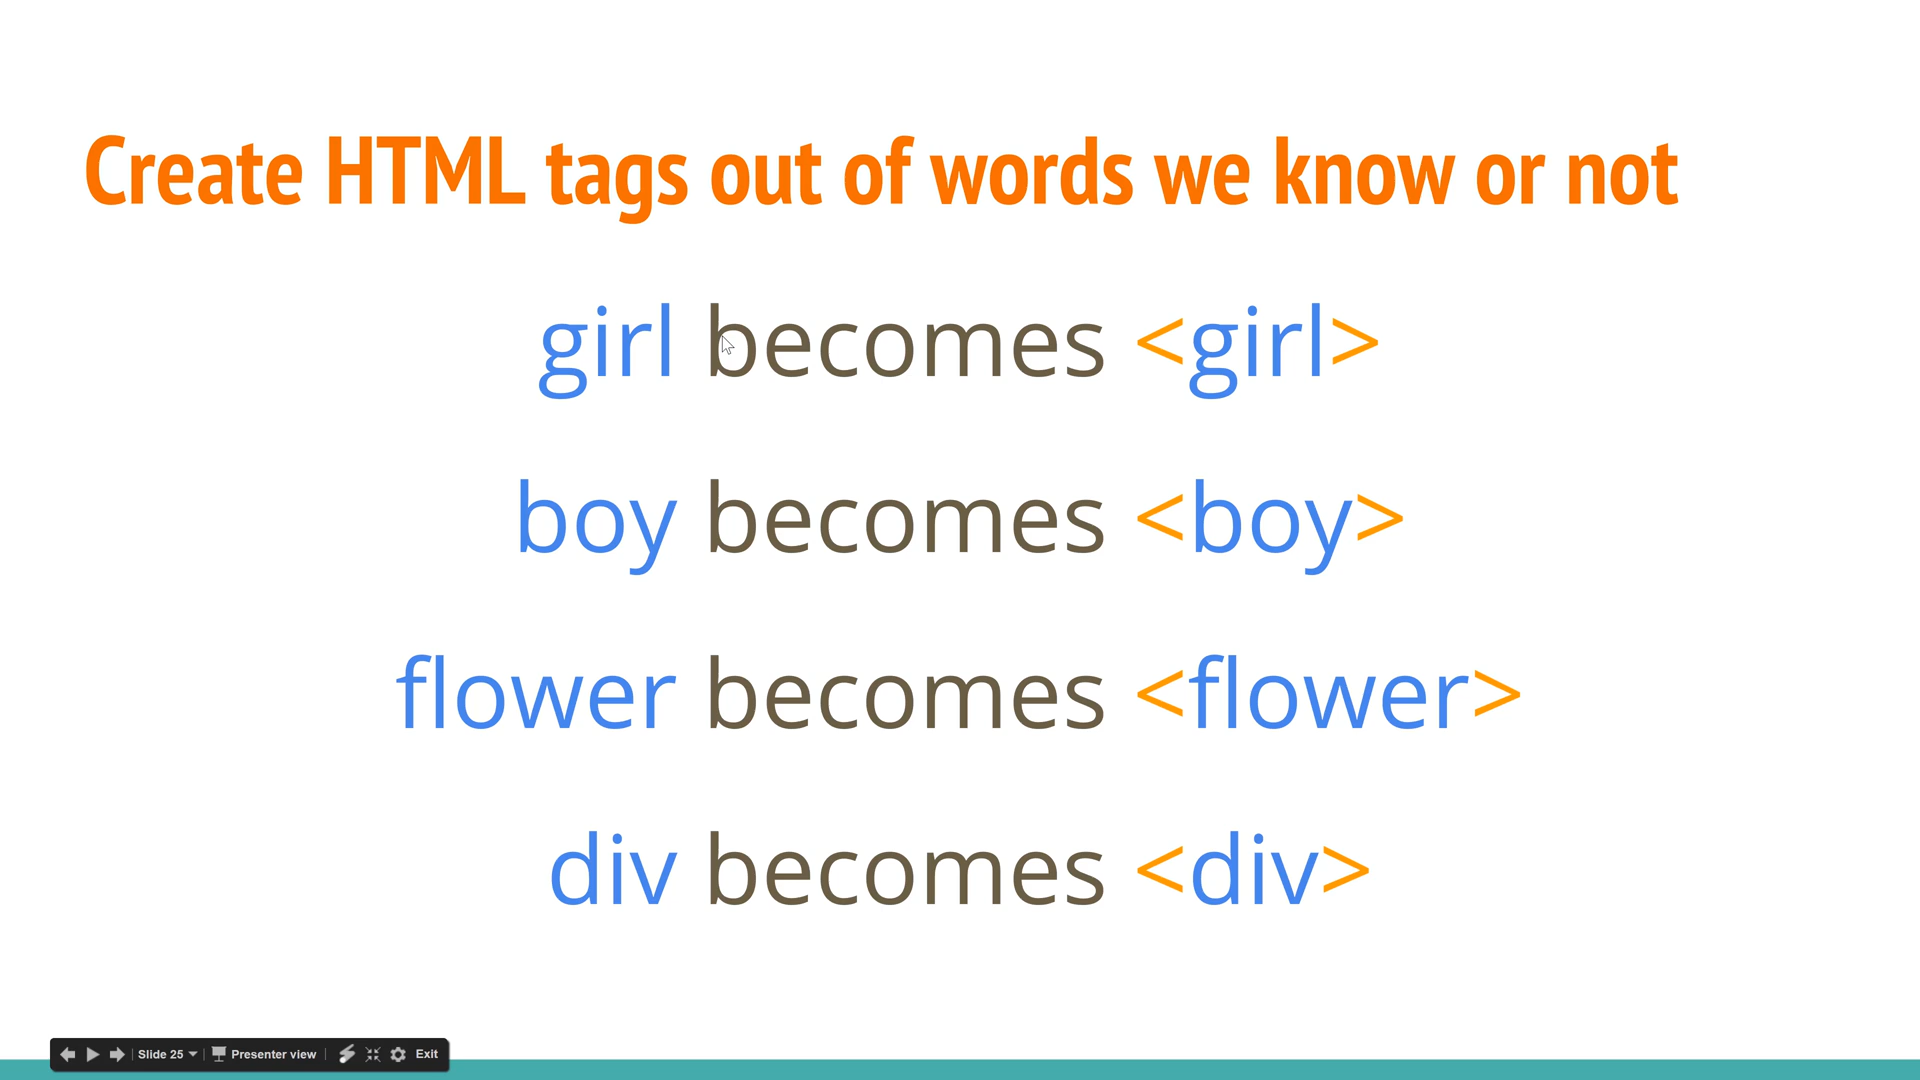 Create HTML tags out of words we know or not
girl becomes <girl>
boy becomes <boy>
flower becomes <flower>
div becomes <div>
Slide 25 Presenter view Exit